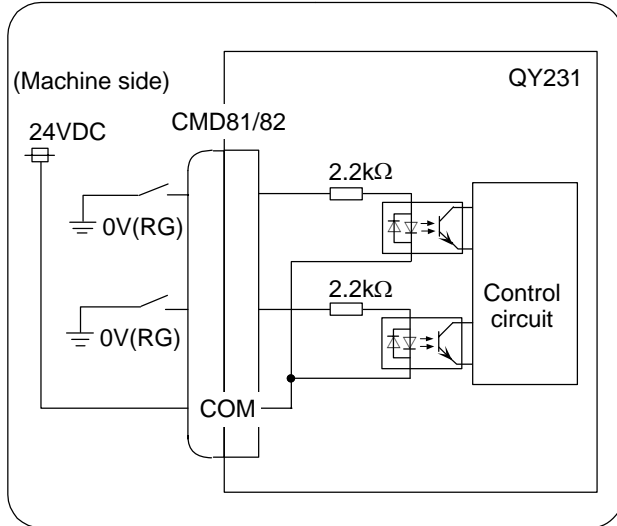 (Machine side)
QY231
24VDC
CMD81/82
2.2kΩ
0V(RG)
2.2kΩ
0V(RG)
Control
circuit
COM